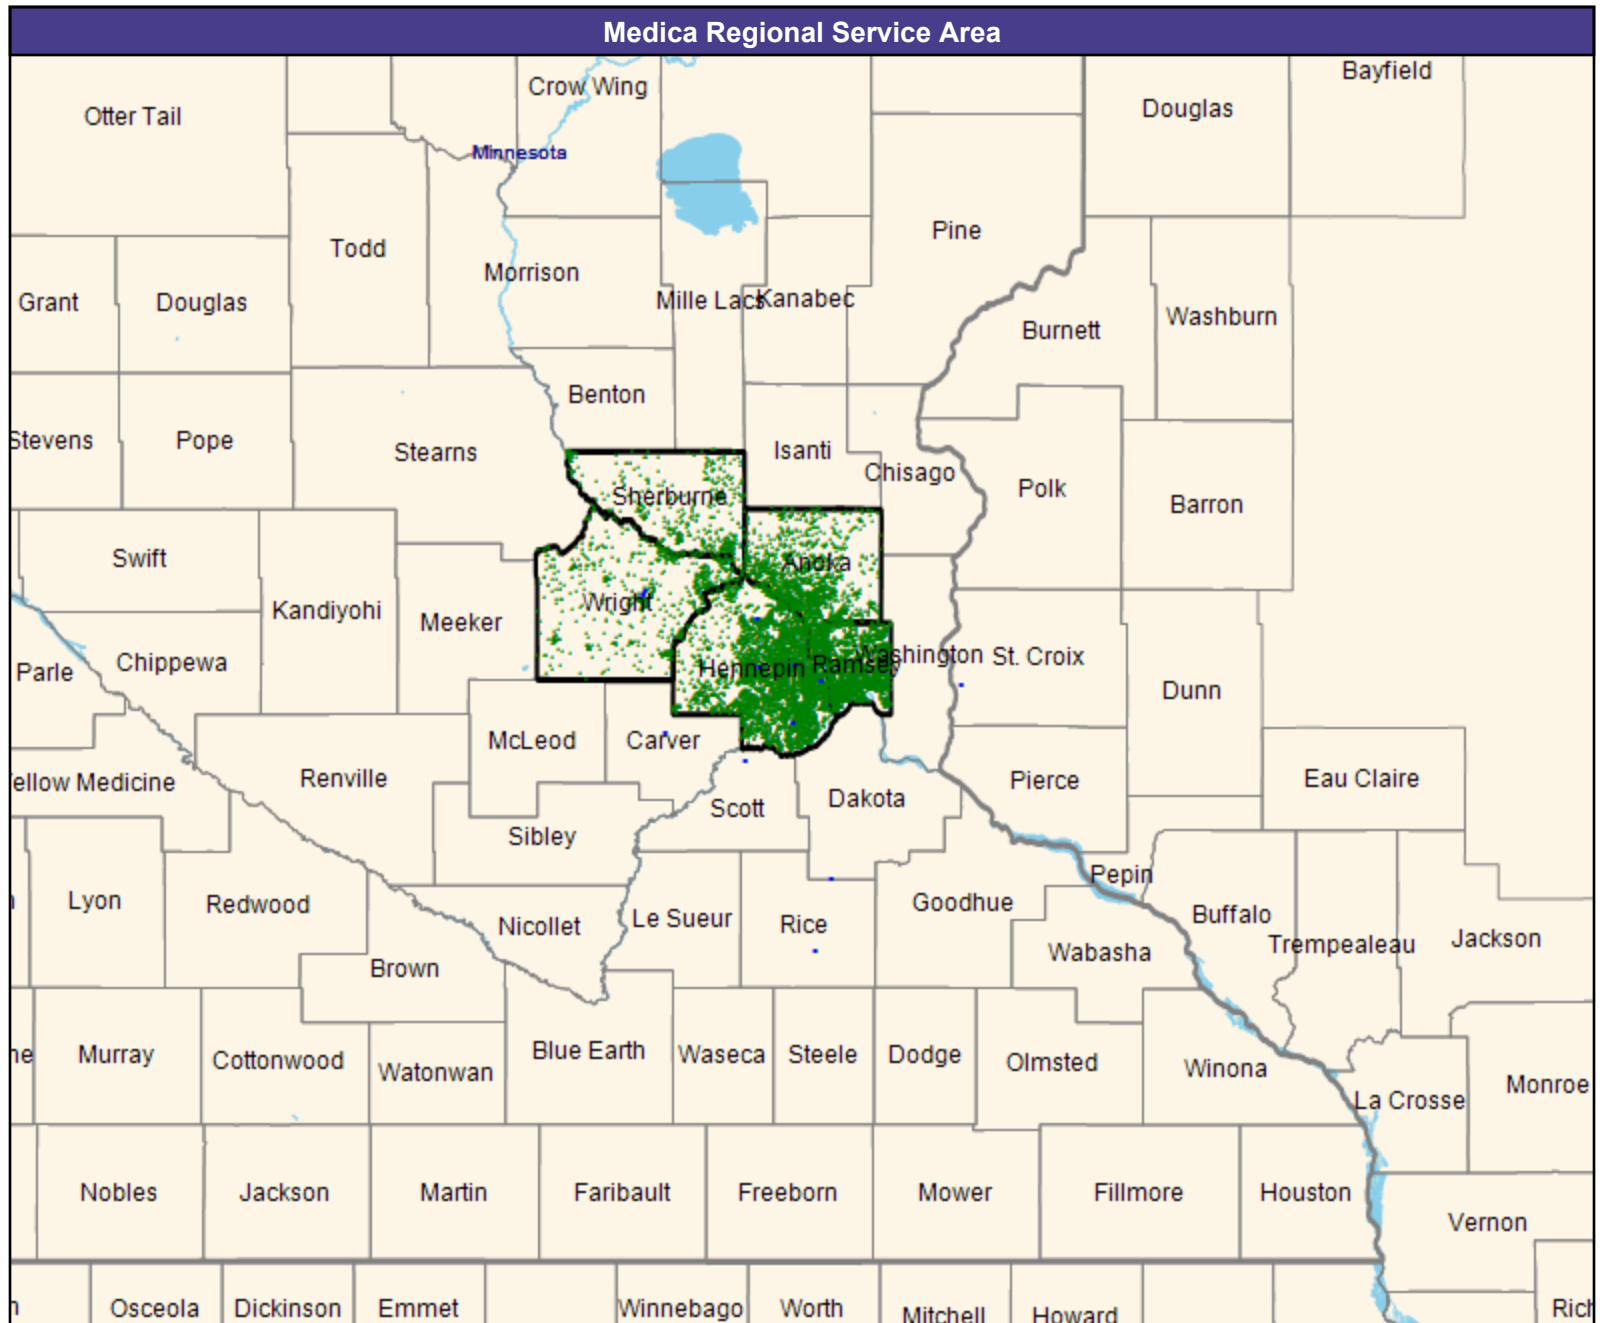 Medica Regional Service Area
Bayfield
Crow Wing
Douglas
Otter Tail
Minnesota
Pine
Todd
Morrison
Mille Lacs
Kanabec
Grant
Douglas
Washburn
Burnett
Benton
Stevens
Pope
Stearns
Isanti
Chisago
Polk
Sherburne
Barron
Swift
Anoka
Wright
Kandiyohi
Meeker
Washington
St. Croix
Parle
Chippewa
Hennepin
Ramsey
Dunn
McLeod
Carver
Renville
ellow Medicine
Pierce
Eau Claire
Scott
Dakota
Sibley
Pepin
Lyon
Redwood
Nicollet
Le Sueur
Rice
Goodhue
Buffalo
Trempealeau
Jackson
Wabasha
Brown
Murray
Cottonwood
Watonwan
Blue Earth
Waseca
Steele
Dodge
Olmsted
Winona
ne
La Crosse
Monroe
Nobles
Jackson
Martin
Faribault
Freeborn
Mower
Fillmore
Houston
Vernon
n
Osceola
Dickinson
Emmet
Winnebago
Worth
Mitchell
Howard
Rich